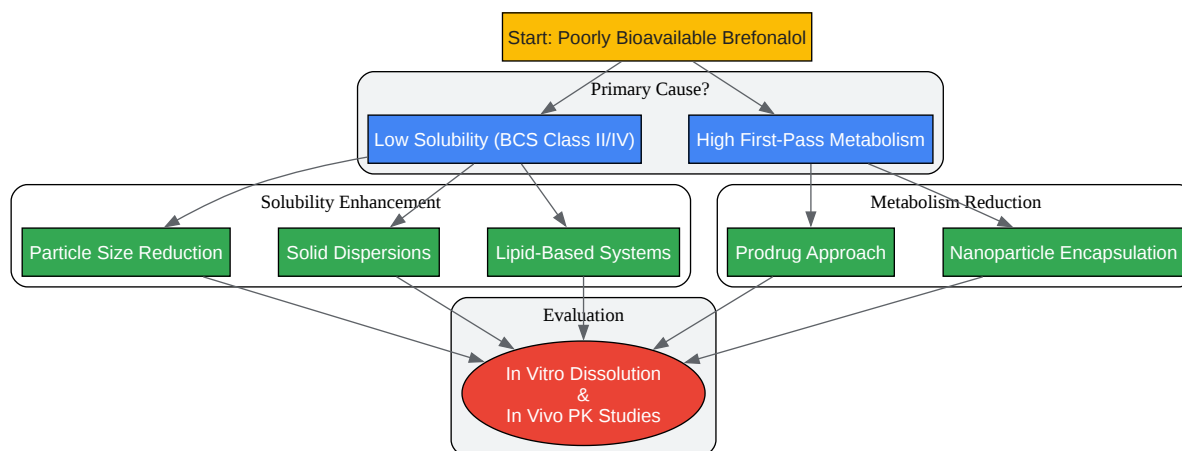 Start: Poorly Bioavailable Brefonalol
Primary Cause?
Low Solubility (BCS Class II/IV)
High First-Pass Metabolism
Solubility Enhancement
Metabolism Reduction
Particle Size Reduction
Solid Dispersions
Lipid-Based Systems
Prodrug Approach
Nanoparticle Encapsulation
Evaluation
In Vitro Dissolution
&
In Vivo PK Studies